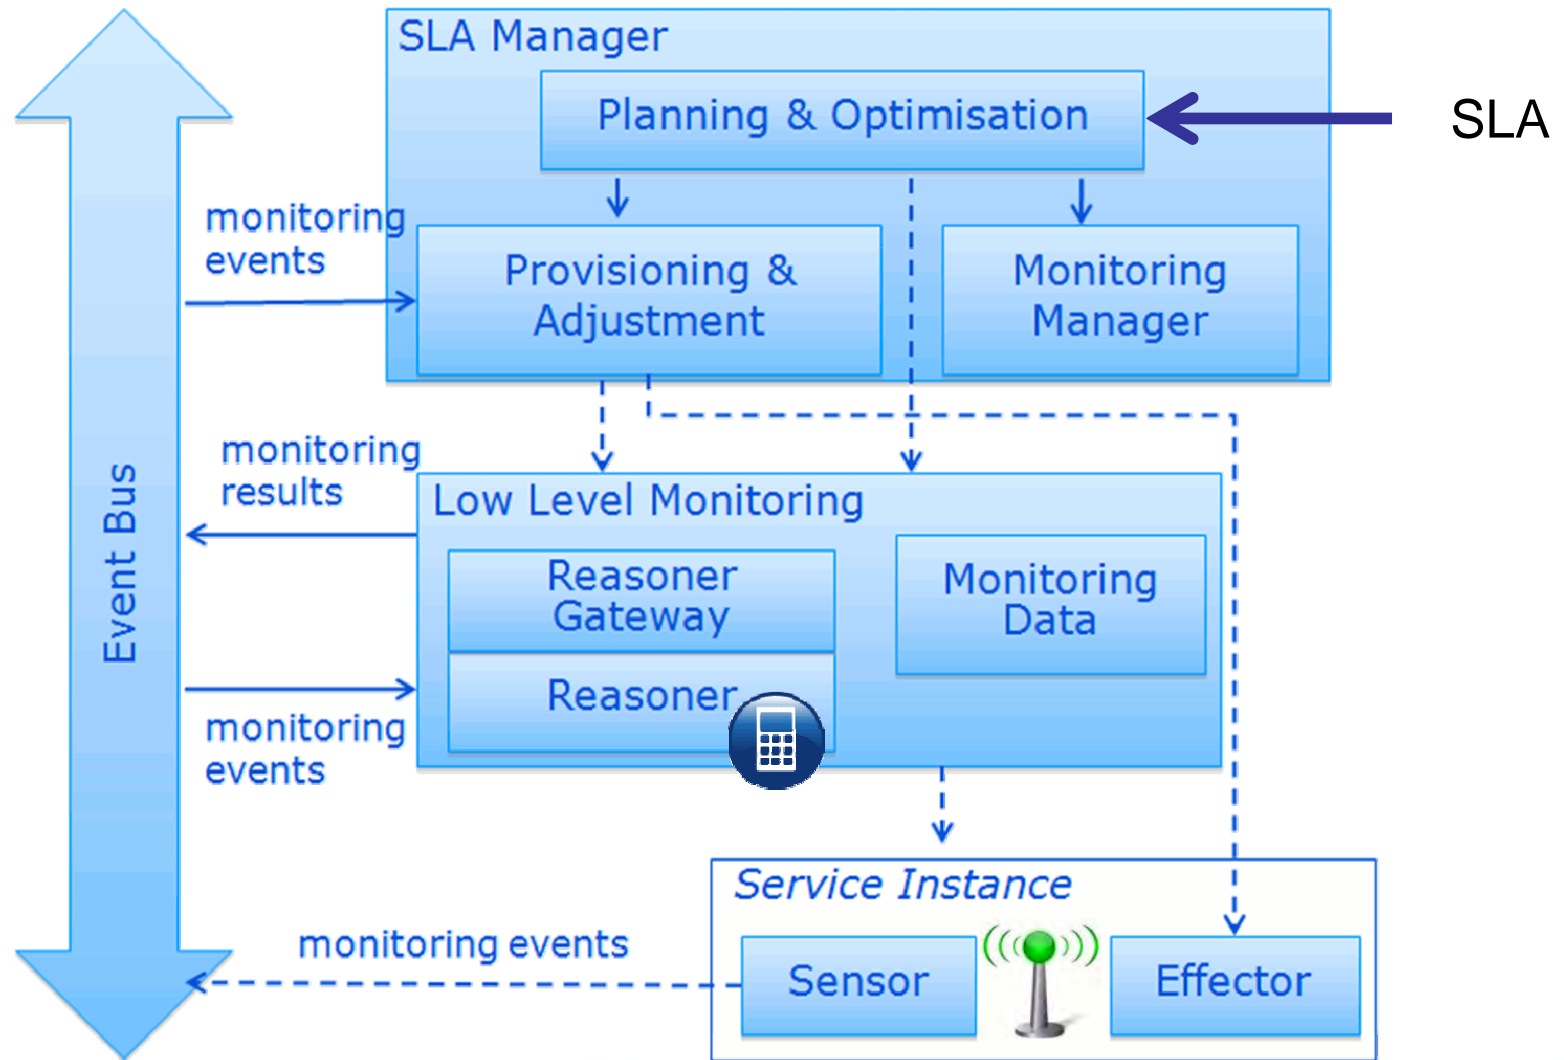 SLA Manager
Planning & Optimisation
SLA
monitoring
events
Provisioning &
Adjustment
Monitoring
Manager
monitoring
results
Low Level Monitoring
Reasoner
Gateway
Monitoring
Data
Event Bus
Reasoner
monitoring
events
Service Instance
monitoring events
Sensor
Effector